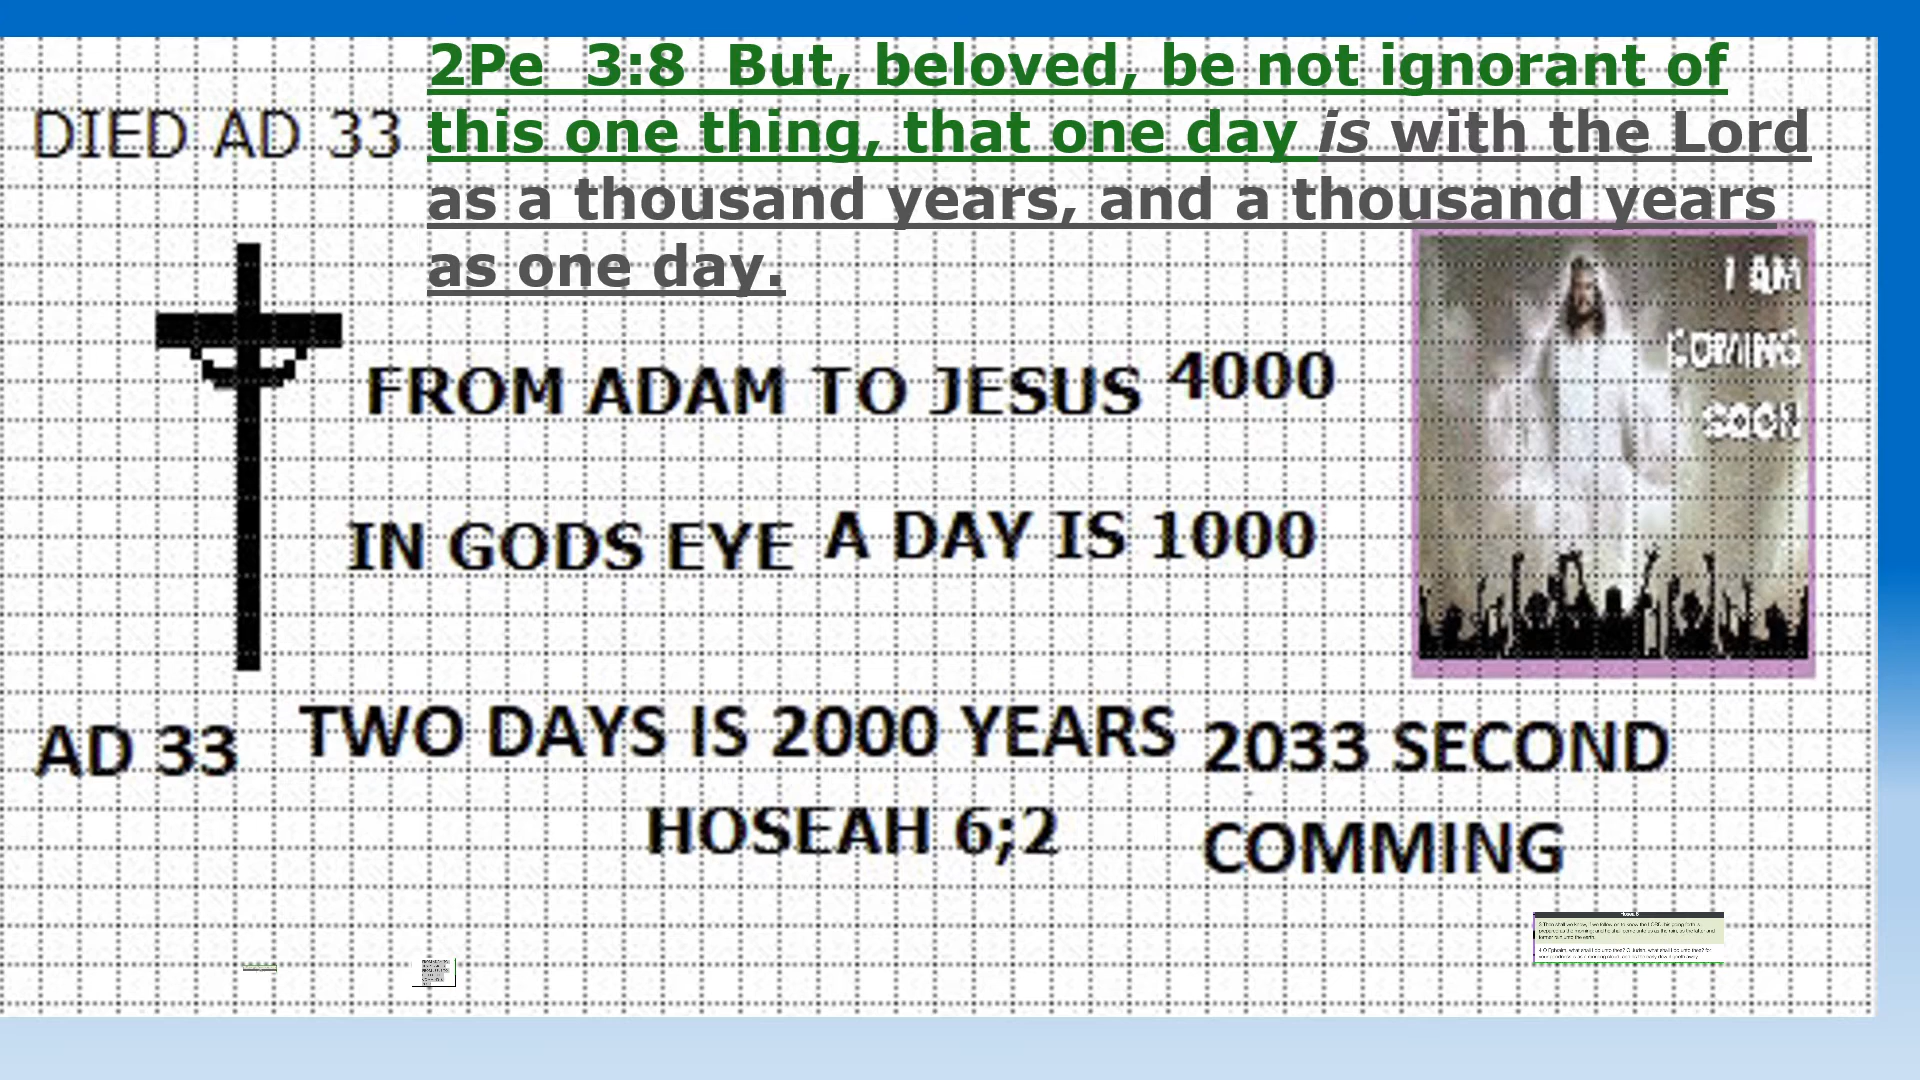 2Pe 3:8 But, beloved, be not ignorant of
this one thing, that one day is with the Lord
as a thousand years, and a thousand years
as one day.
DIED AD 33
I AM
COMING
SOON
FROM ADAM TO JESUS 4000
IN GODS EYE A DAY IS 1000
AD 33
TWO DAYS IS 2000 YEARS
HOSEAH 6;2
2033 SECOND
COMMING
Hosea 6